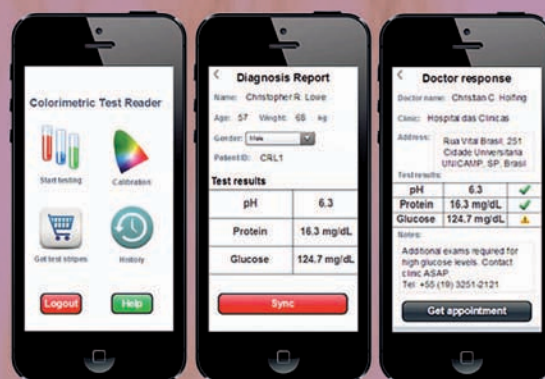 Colorimetric Test Reader
Start testing
Calibration
Get test stripes
History
Logout
Help
Diagnosis Report
Name: Christopher R. Lowe
Age: 57 Weight: 68 kg
Gender: Male
Patient ID: CRL1
Test results
pH 6.3
Protein 16.3 mg/dL
Glucose 124.7 mg/dL
Sync
Doctor response
Doctor name: Christian C. Hoifing
Clinic: Hospital das Clinicas
Address: Rua Vital Brasil, 251
Cidade Universitaria
UNICAMP, SP, Brasil
Test results:
pH 6.3
Protein 16.3 mg/dL
Glucose 124.7 mg/dL
Notes:
Additional exams required for
high glucose levels. Contact
clinic ASAP.
Tel: +55 (19) 3251-2121
Get appointment